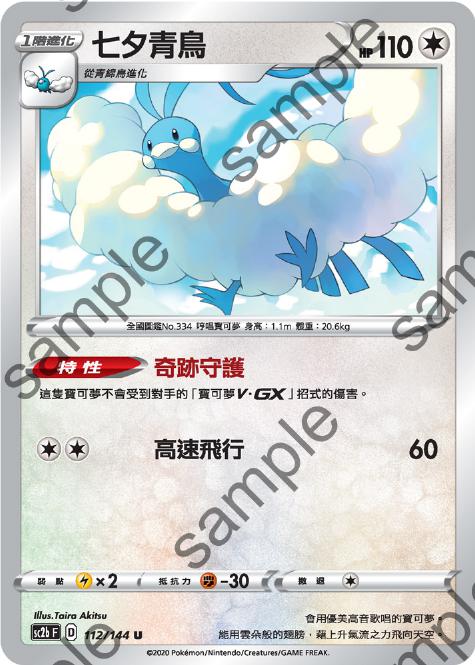 1階進化 七夕青鳥 HP 110
從青綿鳥進化
全國圖鑑No.334 哼唱寶可夢 身高：1.1m 體重：20.6kg
特性 奇跡守護
這隻寶可夢不會受到對手的「寶可夢V・GX」招式的傷害。
高速飛行 60
弱點 ×2 抵抗力 -30 撤退
Illus.Taira Akitsu
sc2b F D 112/144 U
會用優美高音歌唱的寶可夢。
能用雲朵般的翅膀，藉上升氣流之力飛向天空。
©2020 Pokémon/Nintendo/Creatures/GAME FREAK.
sample
sample
sample
sample
sample
sample